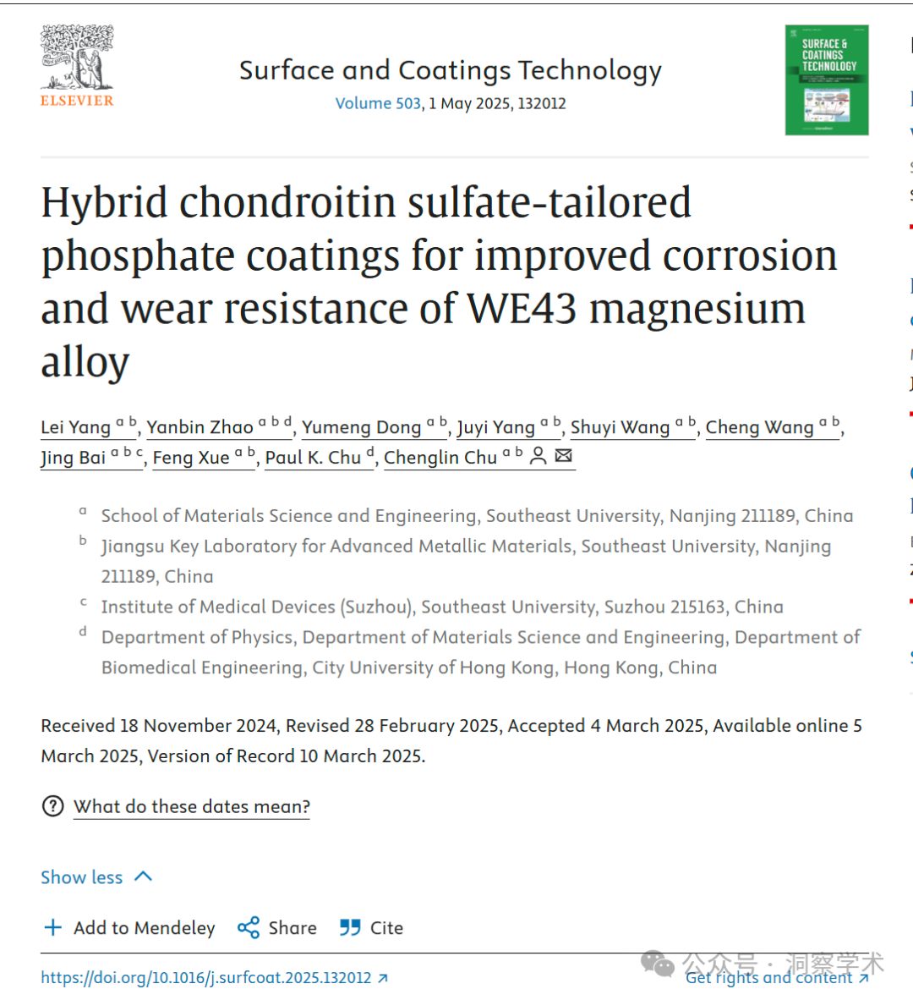 ELSEVIER
Surface and Coatings Technology
Volume 503, 1 May 2025, 132012
SURFACE &
COATINGS
TECHNOLOGY
Hybrid chondroitin sulfate-tailored
phosphate coatings for improved corrosion
and wear resistance of WE43 magnesium
alloy
Lei Yang a b, Yanbin Zhao a b d, Yumeng Dong a b, Juyi Yang a b, Shuyi Wang a b, Cheng Wang a b,
Jing Bai a b c, Feng Xue a b, Paul K. Chu d, Chenglin Chu a b
a School of Materials Science and Engineering, Southeast University, Nanjing 211189, China
b Jiangsu Key Laboratory for Advanced Metallic Materials, Southeast University, Nanjing
211189, China
c Institute of Medical Devices (Suzhou), Southeast University, Suzhou 215163, China
d Department of Physics, Department of Materials Science and Engineering, Department of
Biomedical Engineering, City University of Hong Kong, Hong Kong, China
Received 18 November 2024, Revised 28 February 2025, Accepted 4 March 2025, Available online 5
March 2025, Version of Record 10 March 2025.
What do these dates mean?
Show less
Add to Mendeley Share Cite
公众号 · 洞察学术
https://doi.org/10.1016/j.surfcoat.2025.132012 Get rights and content